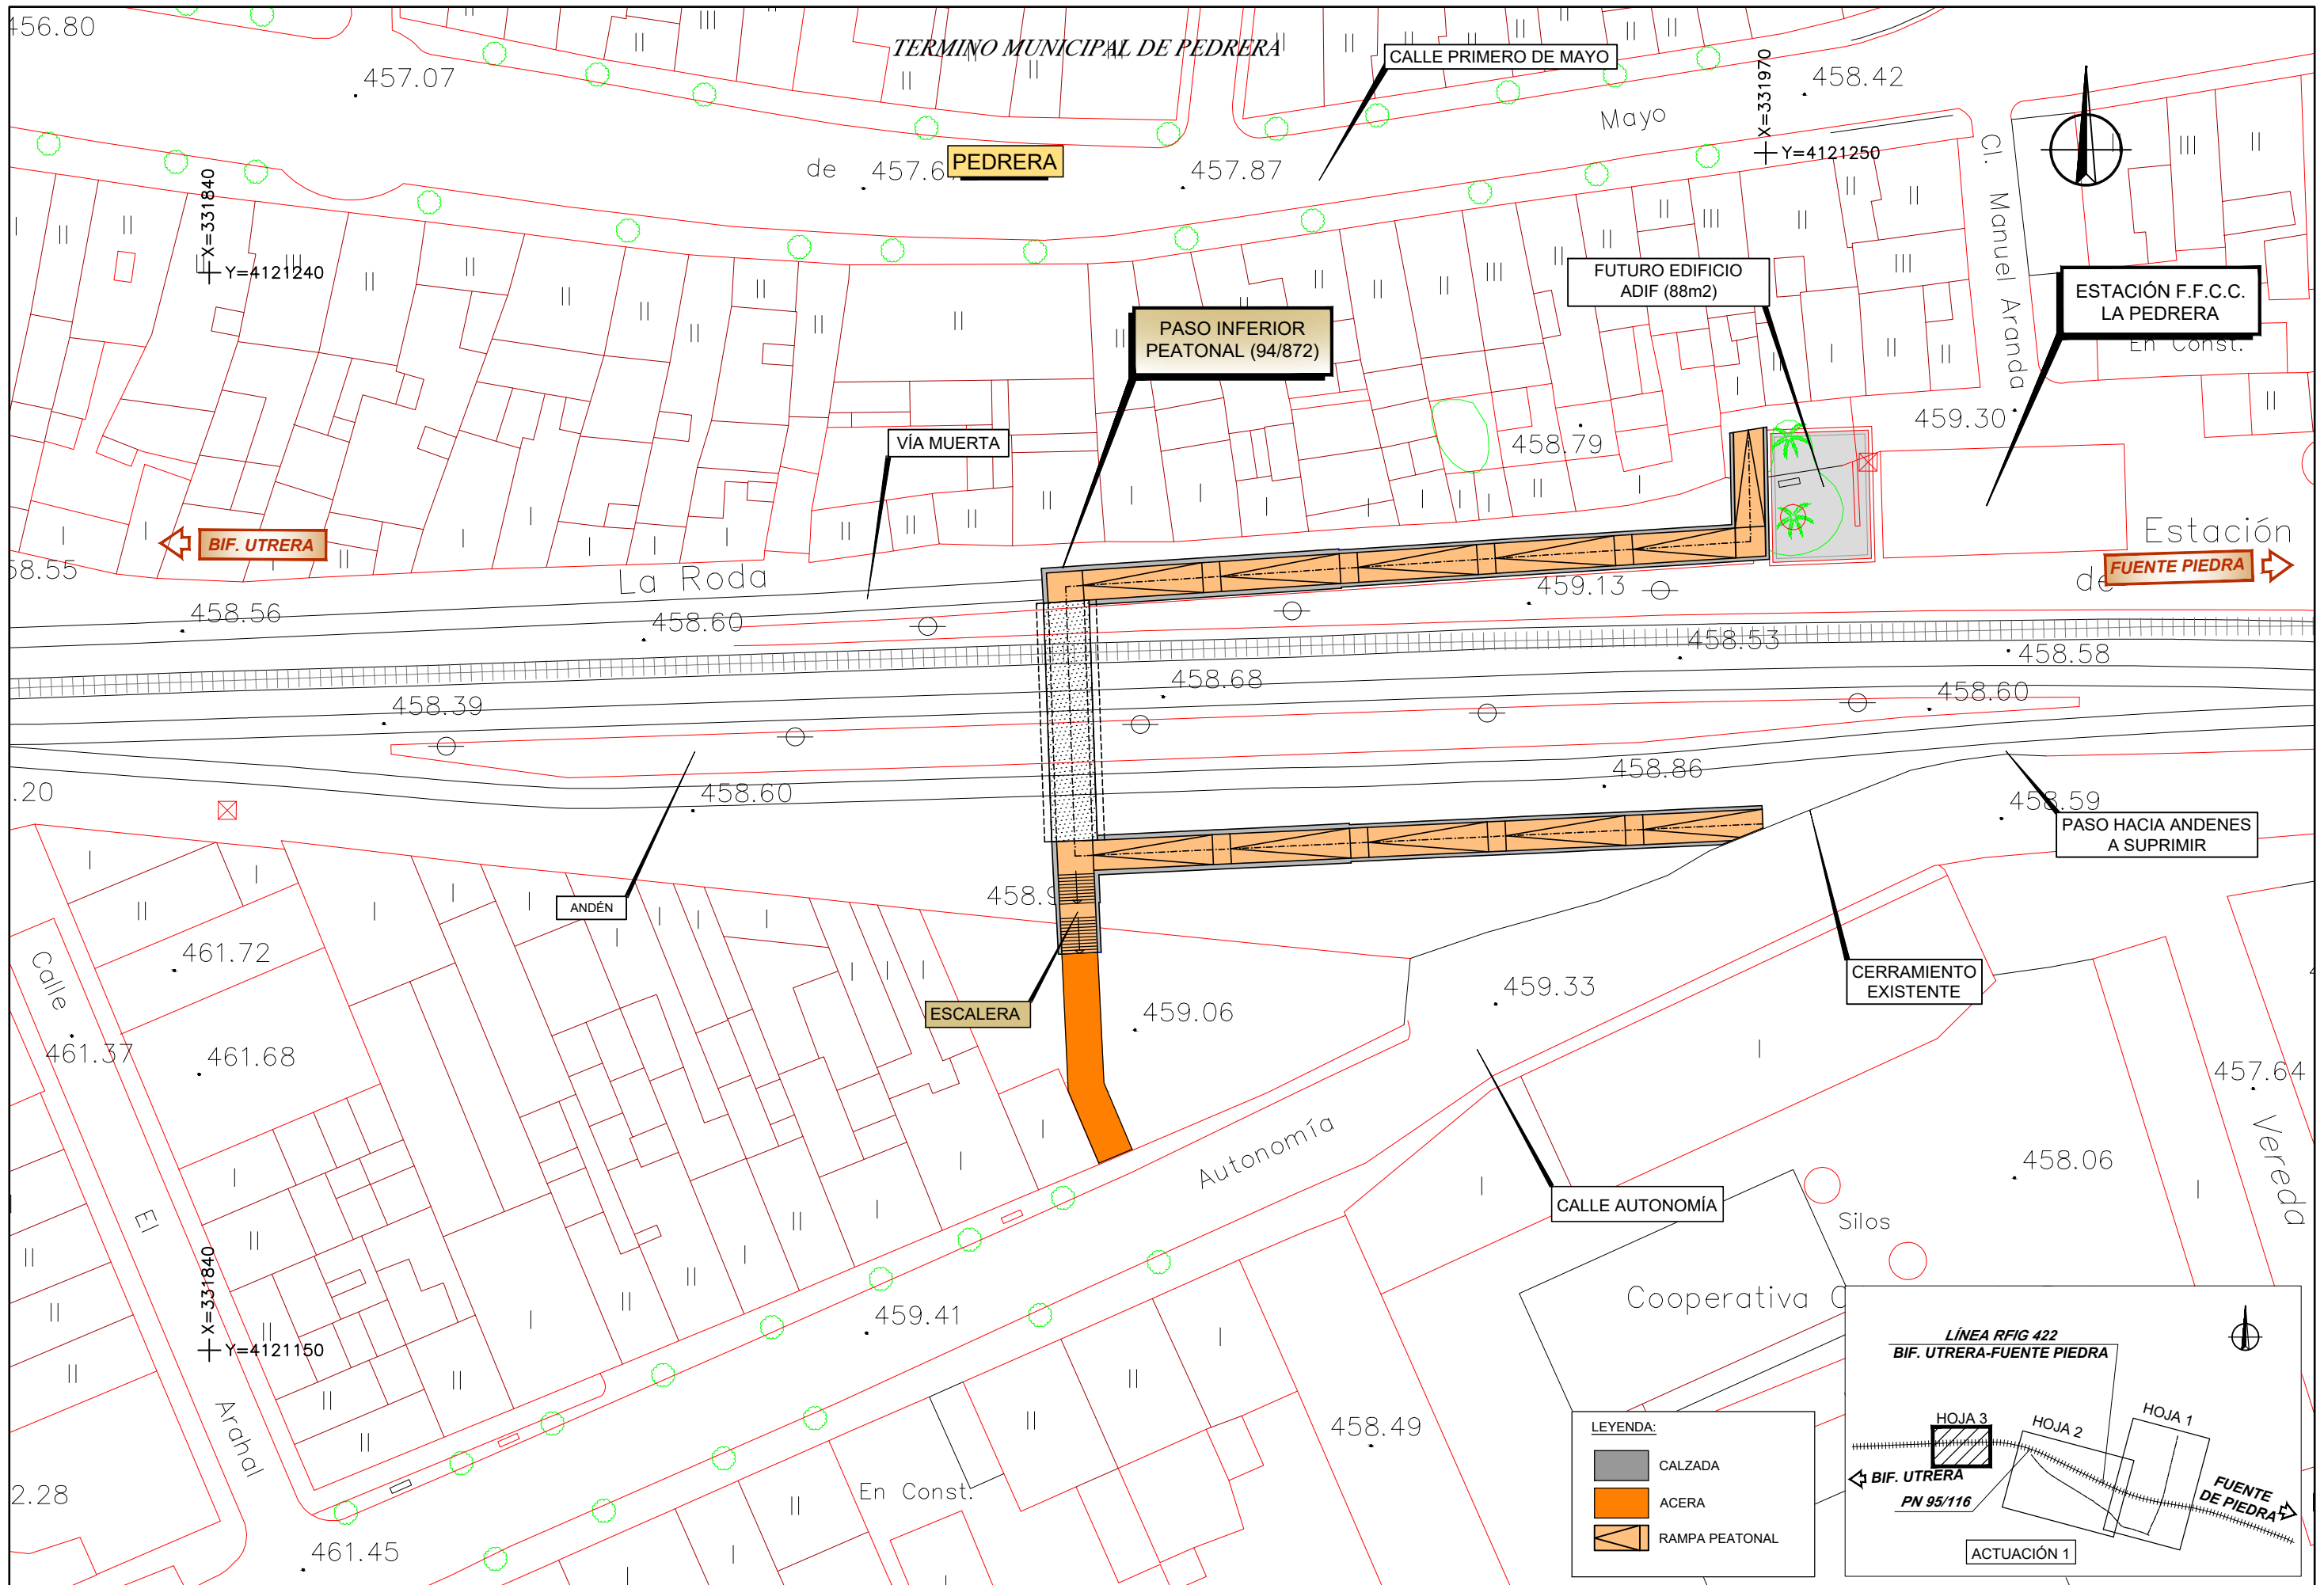 456.80
TERMINO MUNICIPAL DE PEDRERA
CALLE PRIMERO DE MAYO
457.07
458.42
X=331970
Y=4121250
Mayo
de
PEDRERA
457.87
Cl. Manuel Aranda
X=331840
Y=4121240
FUTURO EDIFICIO
ADIF (88m2)
ESTACIÓN F.F.C.C.
LA PEDRERA
En Const.
PASO INFERIOR
PEATONAL (94/872)
VÍA MUERTA
458.79
459.30
BIF. UTRERA
Estación
de
FUENTE PIEDRA
58.55
La Roda
458.56
458.60
459.13
458.53
458.58
458.68
458.39
458.60
.20
458.60
458.86
458.59
PASO HACIA ANDENES
A SUPRIMIR
ANDÉN
458.9
461.72
CERRAMIENTO
EXISTENTE
459.33
ESCALERA
459.06
Calle
461.37
461.68
457.64
Autonomía
458.06
Vereda
CALLE AUTONOMÍA
Silos
El
X=331840
Y=4121150
459.41
Cooperativa
Arahal
458.49
En Const.
2.28
461.45
LEYENDA:
CALZADA
ACERA
RAMPA PEATONAL
LÍNEA RFIG 422
BIF. UTRERA-FUENTE PIEDRA
HOJA 3
HOJA 2
HOJA 1
BIF. UTRERA
PN 95/116
FUENTE
DE PIEDRA
ACTUACIÓN 1